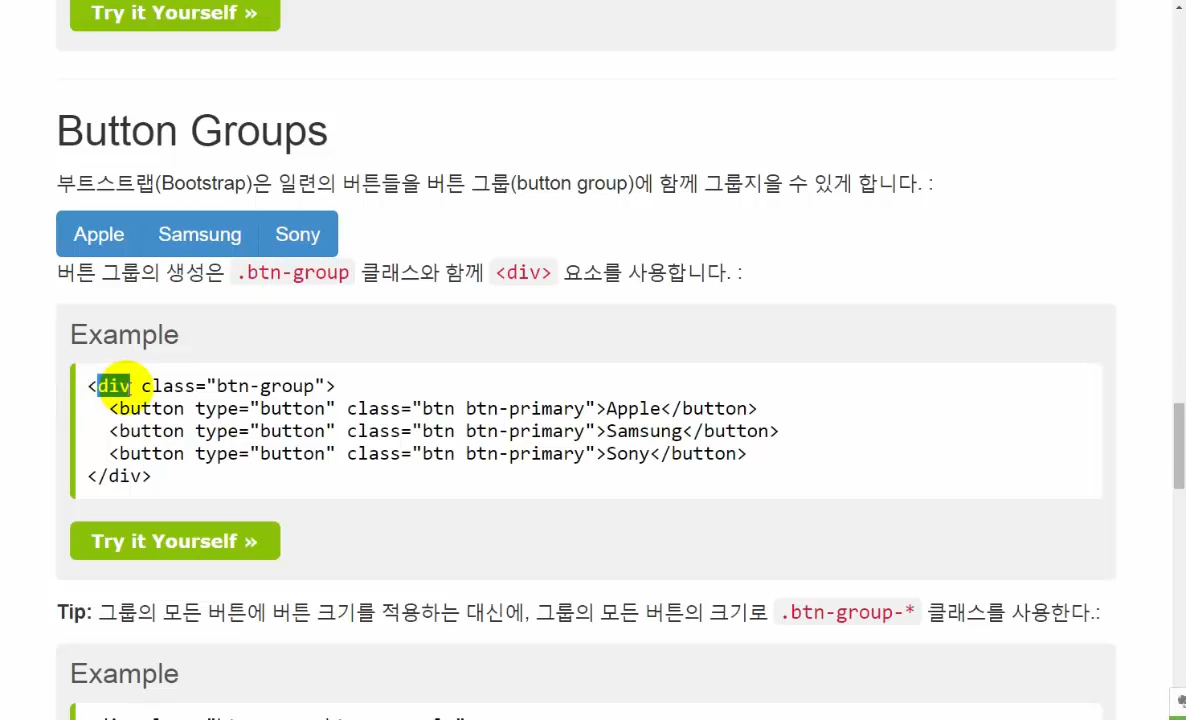 Try it Yourself »
Button Groups
부트스트랩(Bootstrap)은 일련의 버튼들을 버튼 그룹(button group)에 함께 그룹지을 수 있게 합니다. :
Apple Samsung Sony
버튼 그룹의 생성은 .btn-group 클래스와 함께 <div> 요소를 사용합니다. :
Example
<div class="btn-group">
<button type="button" class="btn btn-primary">Apple</button>
<button type="button" class="btn btn-primary">Samsung</button>
<button type="button" class="btn btn-primary">Sony</button>
</div>
Try it Yourself »
Tip: 그룹의 모든 버튼에 버튼 크기를 적용하는 대신에, 그룹의 모든 버튼의 크기로 .btn-group-* 클래스를 사용한다.:
Example